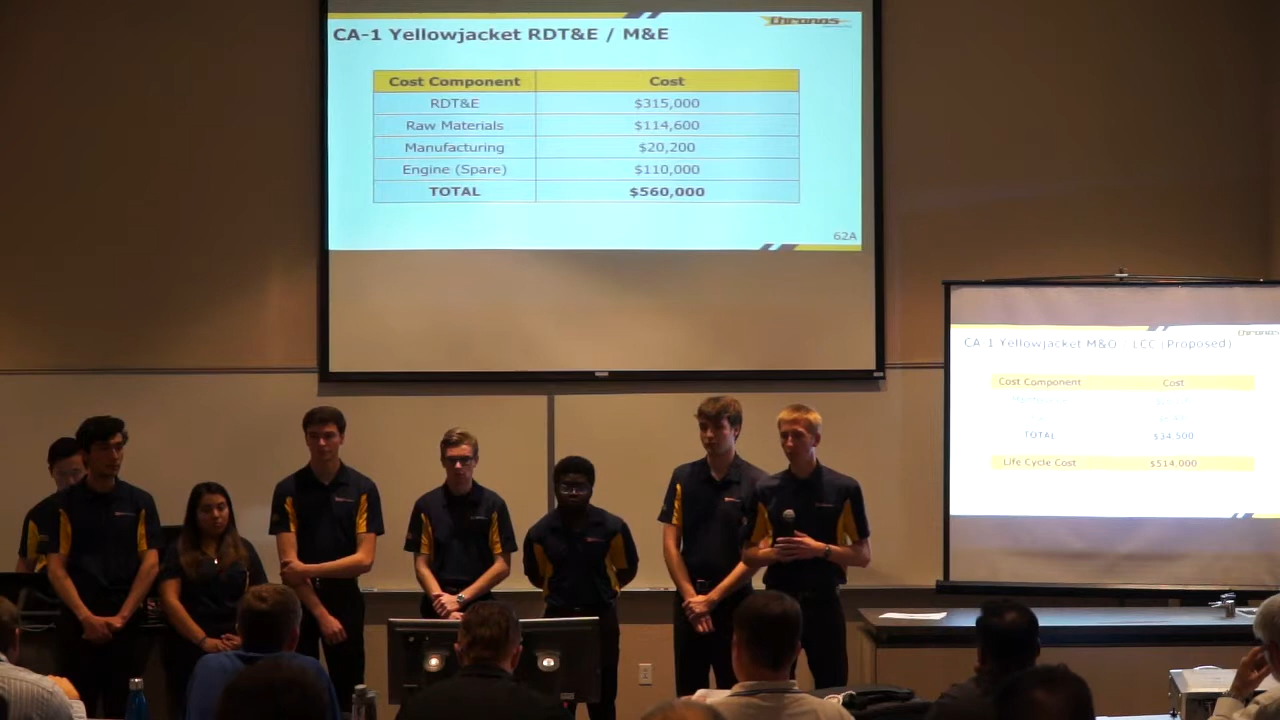 Chronos
CA-1 Yellowjacket RDT&E / M&E
Cost Component Cost
RDT&E $315,000
Raw Materials $114,600
Manufacturing $20,200
Engine (Spare) $110,000
TOTAL $560,000
62A
Chronos
CA-1 Yellowjacket M&O LCC (Proposed)
Cost Component Cost
TOTAL $34,500
Life Cycle Cost $514,000